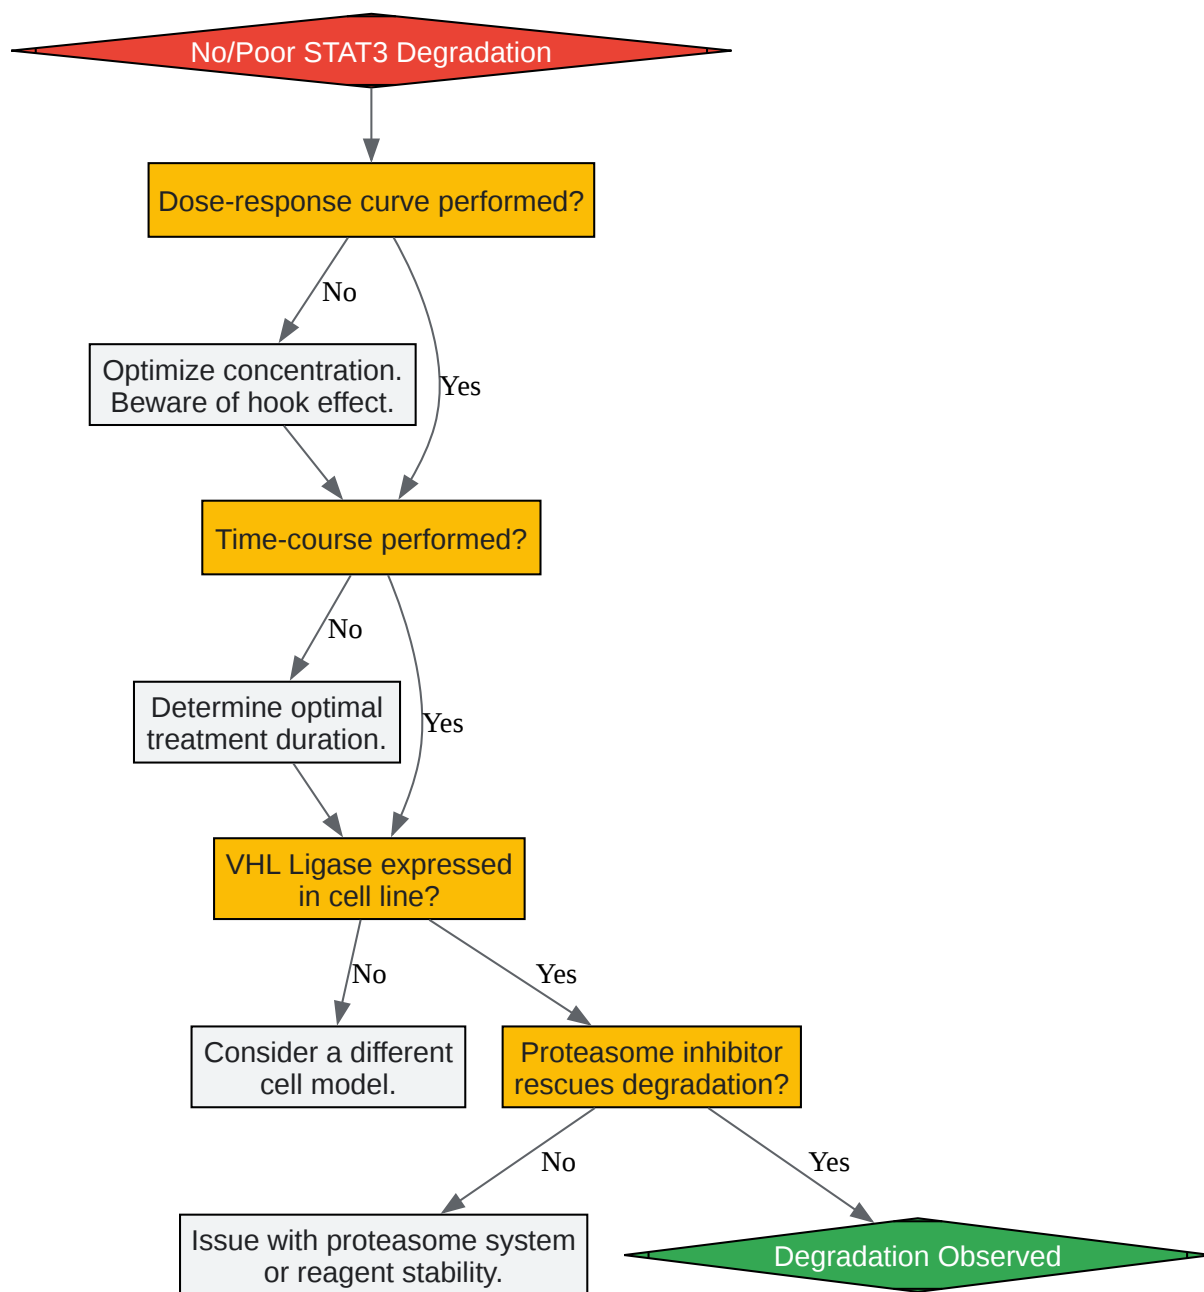 No/Poor STAT3 Degradation
Dose-response curve performed?
No
Yes
Optimize concentration.
Beware of hook effect.
Time-course performed?
No
Yes
Determine optimal
treatment duration.
VHL Ligase expressed
in cell line?
No
Yes
Consider a different
cell model.
Proteasome inhibitor
rescues degradation?
No
Yes
Issue with proteasome system
or reagent stability.
Degradation Observed